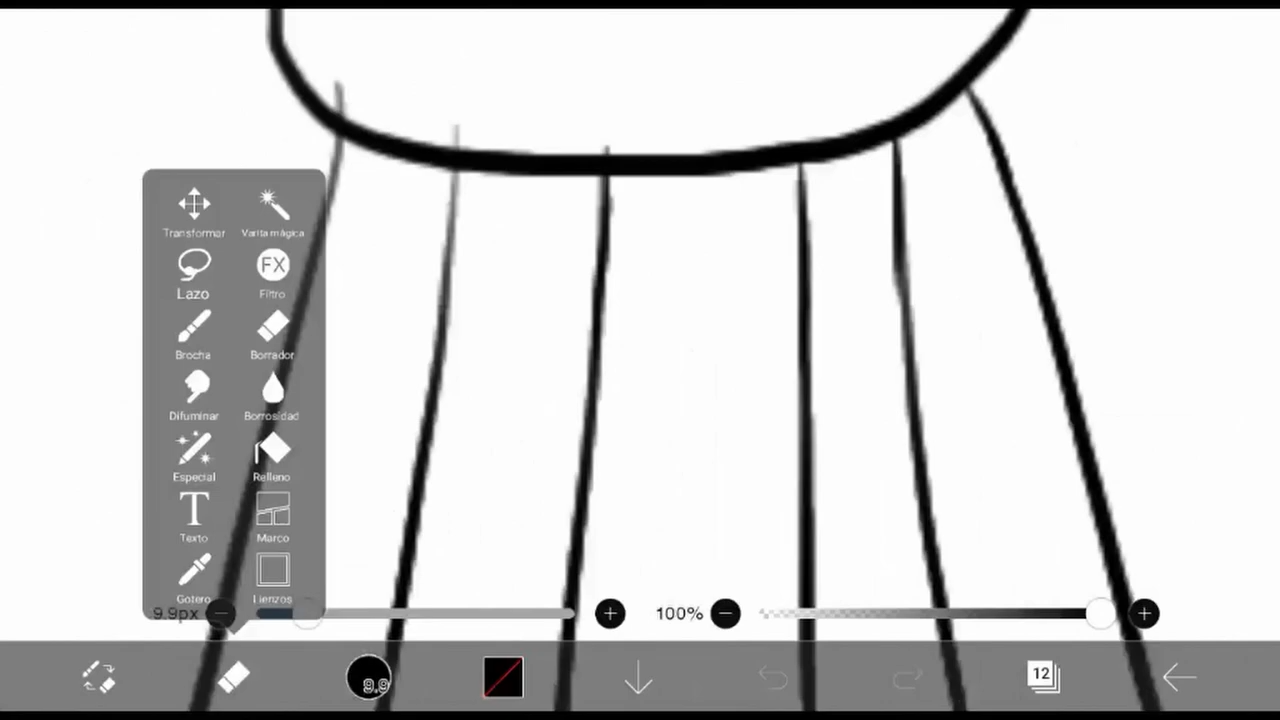 Transformar Varita mágica
Lazo FX Filtro
Brocha Borrador
Difuminar Borrosidad
Especial Relleno
T
Texto Marco
Gotero Lienzos
9.9px 100%
9.9 12